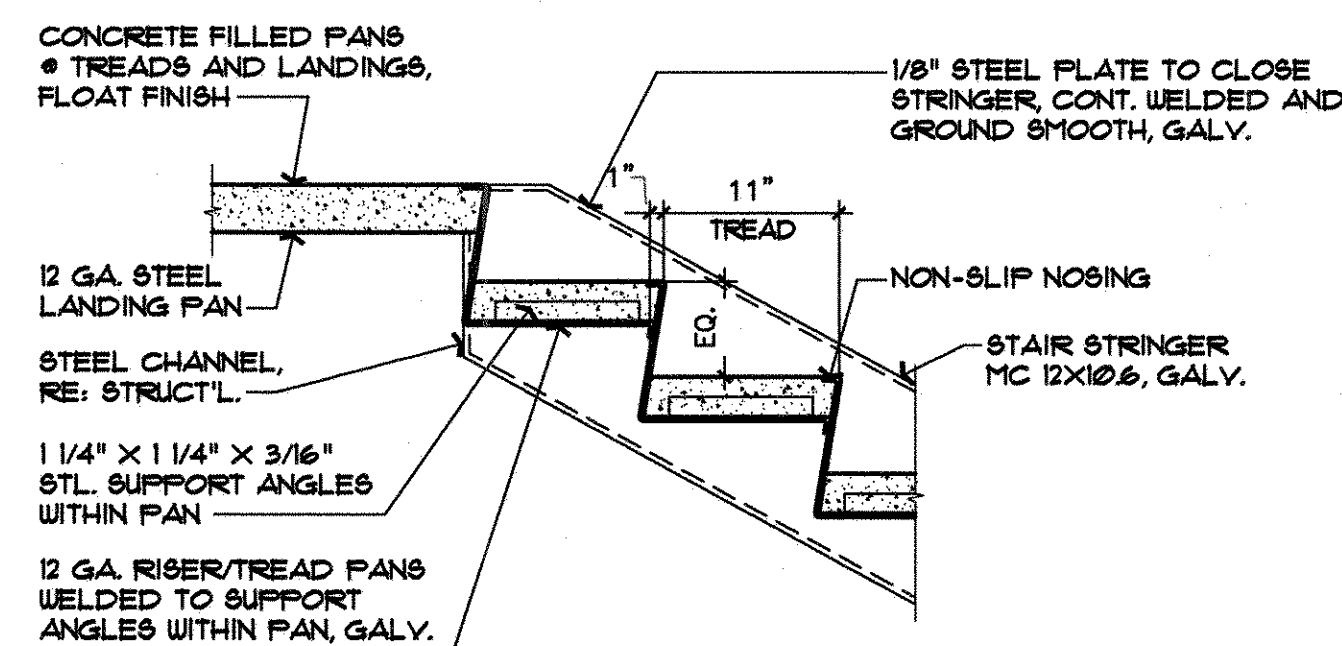 CONCRETE FILLED PANS
@ TREADS AND LANDINGS,
FLOAT FINISH
1/8" STEEL PLATE TO CLOSE
STRINGER, CONT. WELDED AND
GROUND SMOOTH, GALV.
1"
11"
TREAD
12 GA. STEEL
LANDING PAN
NON-SLIP NOSING
EQ.
STEEL CHANNEL,
RE: STRUCT'L.
STAIR STRINGER
MC 12X10.6, GALV.
1 1/4" X 1 1/4" X 3/16"
STL. SUPPORT ANGLES
WITHIN PAN
12 GA. RISER/TREAD PANS
WELDED TO SUPPORT
ANGLES WITHIN PAN, GALV.